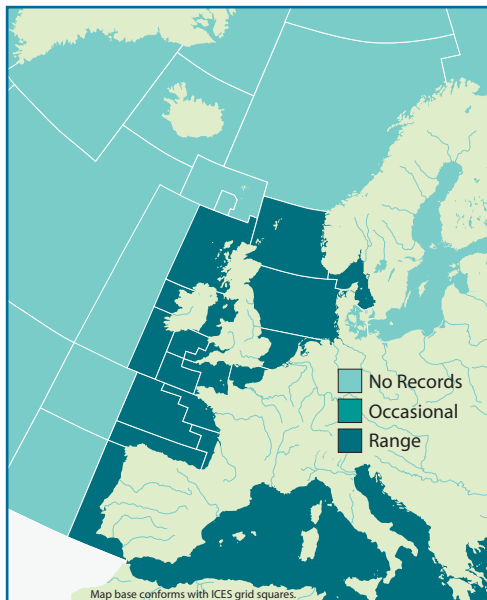 No Records
Occasional
Range
Map base conforms with ICES grid squares.